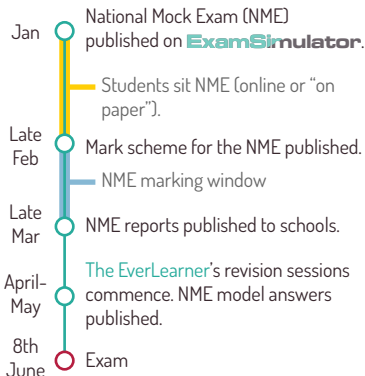 Jan
National Mock Exam (NME)
published on ExamSimulator.
Students sit NME (online or “on
paper”).
Late
Feb
Mark scheme for the NME published.
NME marking window
Late
Mar
NME reports published to schools.
April-
May
The EverLearner’s revision sessions
commence. NME model answers
published.
8th
June
Exam